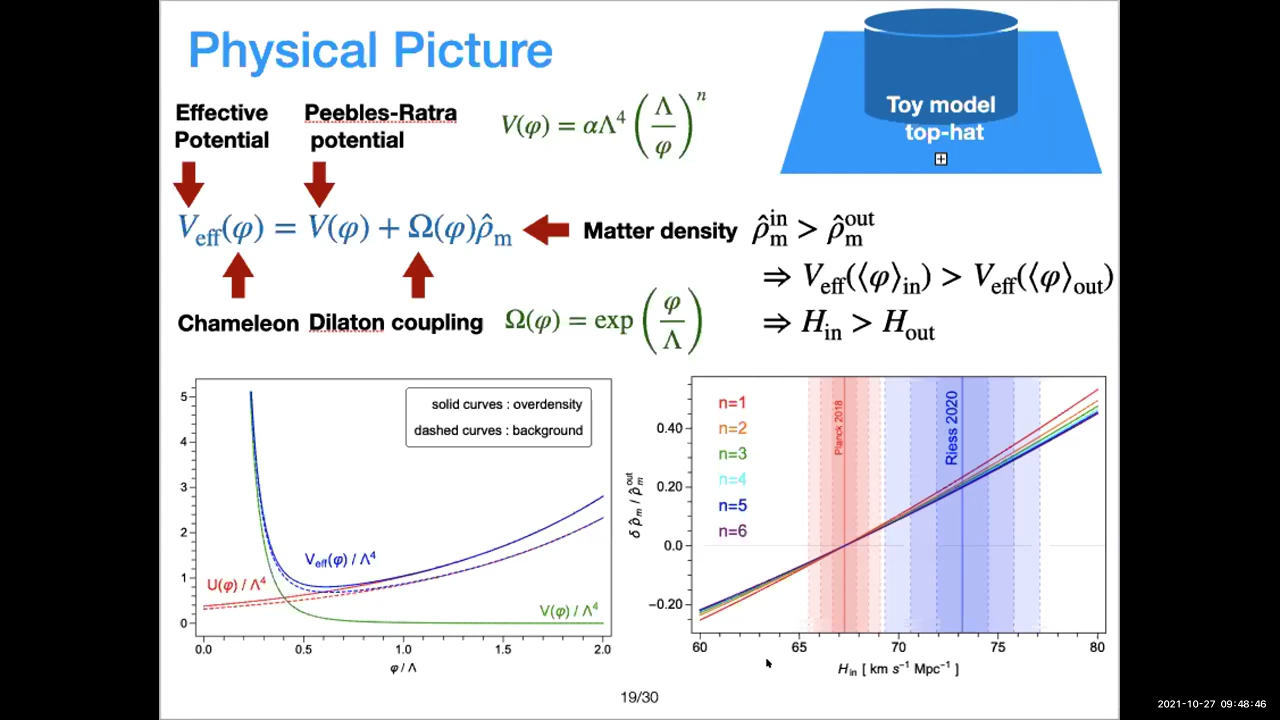 Physical Picture
Toy model
top-hat
Effective
Potential
Peebles-Ratra
potential
V(φ) = αΛ⁴ (Λ/φ)ⁿ
V_eff(φ) = V(φ) + Ω(φ)ρ̂_m
Matter density
ρ̂_m^in > ρ̂_m^out
⇒ V_eff(⟨φ⟩_in) > V_eff(⟨φ⟩_out)
⇒ H_in > H_out
Chameleon
Dilaton coupling
Ω(φ) = exp (φ/Λ)
solid curves : overdensity
dashed curves : background
V_eff(φ) / Λ⁴
U(φ) / Λ⁴
V(φ) / Λ⁴
5
4
3
2
1
0
0.0 0.5 1.0 1.5 2.0
φ / Λ
n=1
n=2
n=3
n=4
n=5
n=6
Planck 2018
Riess 2020
δ ρ̂_m / ρ̂_m^out
0.40
0.20
0.0
−0.20
60 65 70 75 80
H_in [ km s⁻¹ Mpc⁻¹ ]
19/30
2021-10-27 09:48:46